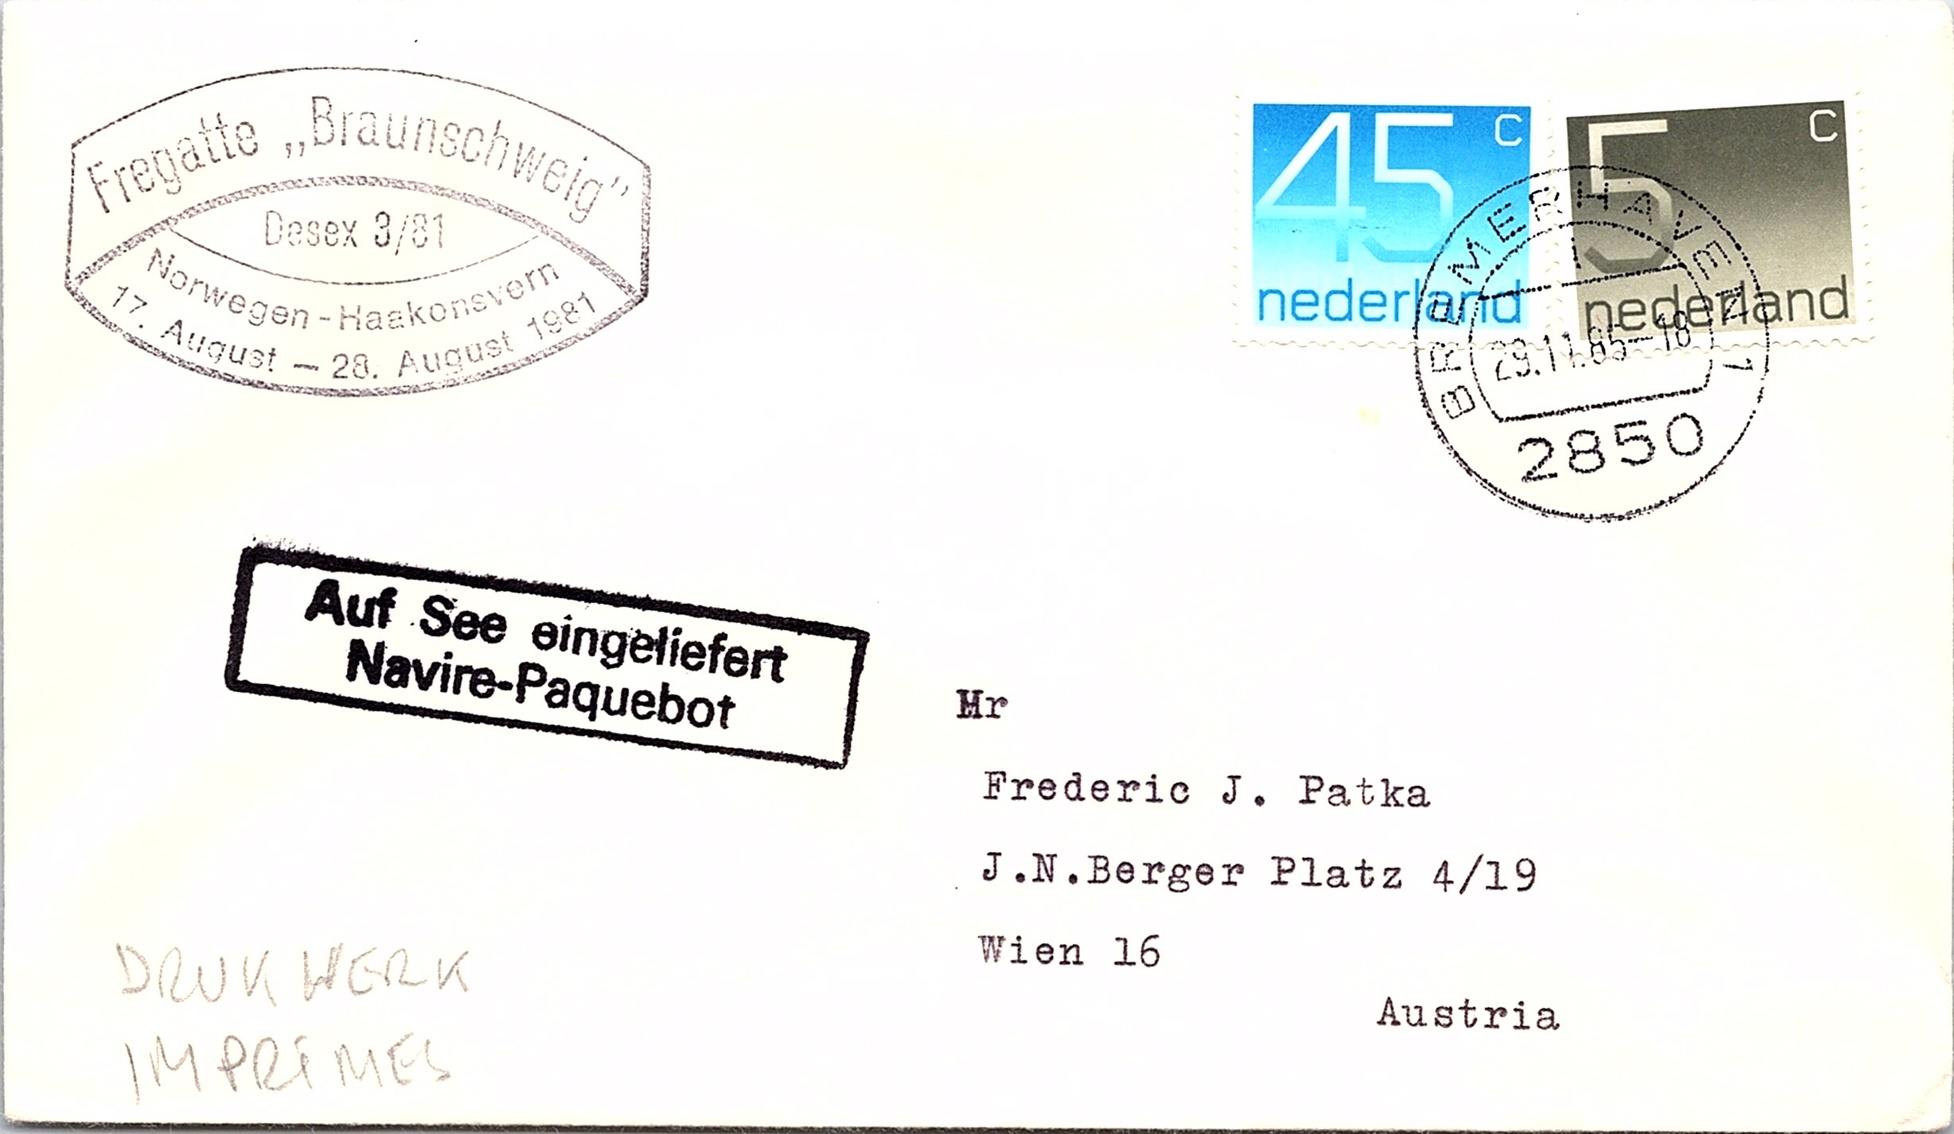 Fregatte „Braunschweig”
Desex 3/81
Norwegen-Haakonsvern
17. August — 28. August 1981
45 c
nederland
5 c
nederland
BREMERHAVEN 1
29.11.85-18
2850
Auf See eingeliefert
Navire-Paquebot
Mr
Frederic J. Patka
J.N.Berger Platz 4/19
Wien 16
Austria
DRUKWERK
IMPRIMES